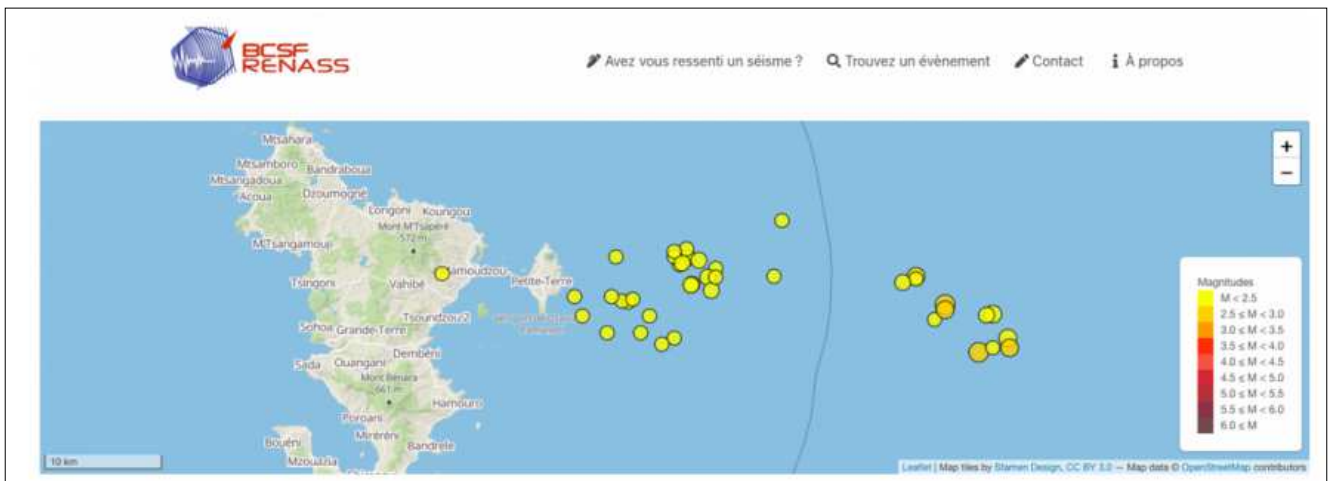 BCSF
RENASS
Avez vous ressenti un séisme ?
Trouvez un évènement
Contact
À propos
Mtsahara
Mtsamboro
Bandraboua
Mtsangadoua
Acoua
Dzoumogné
Longoni
Koungou
Mont M'Tsapéré
572 m
M'Tsangamouji
Mamoudzou
Tsingoni
Vahibé
Petite-Terre
Tsoundzou2
Sohoa
Grande-Terre
Dembéni
Sada
Ouangani
Mont Bénara
661 m
Hamouro
Poroani
Bouéni
Miréréni
Bandrele
Mzouazia
+
−
Magnitudes
M < 2.5
2.5 ≤ M < 3.0
3.0 ≤ M < 3.5
3.5 ≤ M < 4.0
4.0 ≤ M < 4.5
4.5 ≤ M < 5.0
5.0 ≤ M < 5.5
5.5 ≤ M < 6.0
6.0 ≤ M
10 km
Leaflet | Map tiles by Stamen Design, CC BY 3.0 — Map data © OpenStreetMap contributors